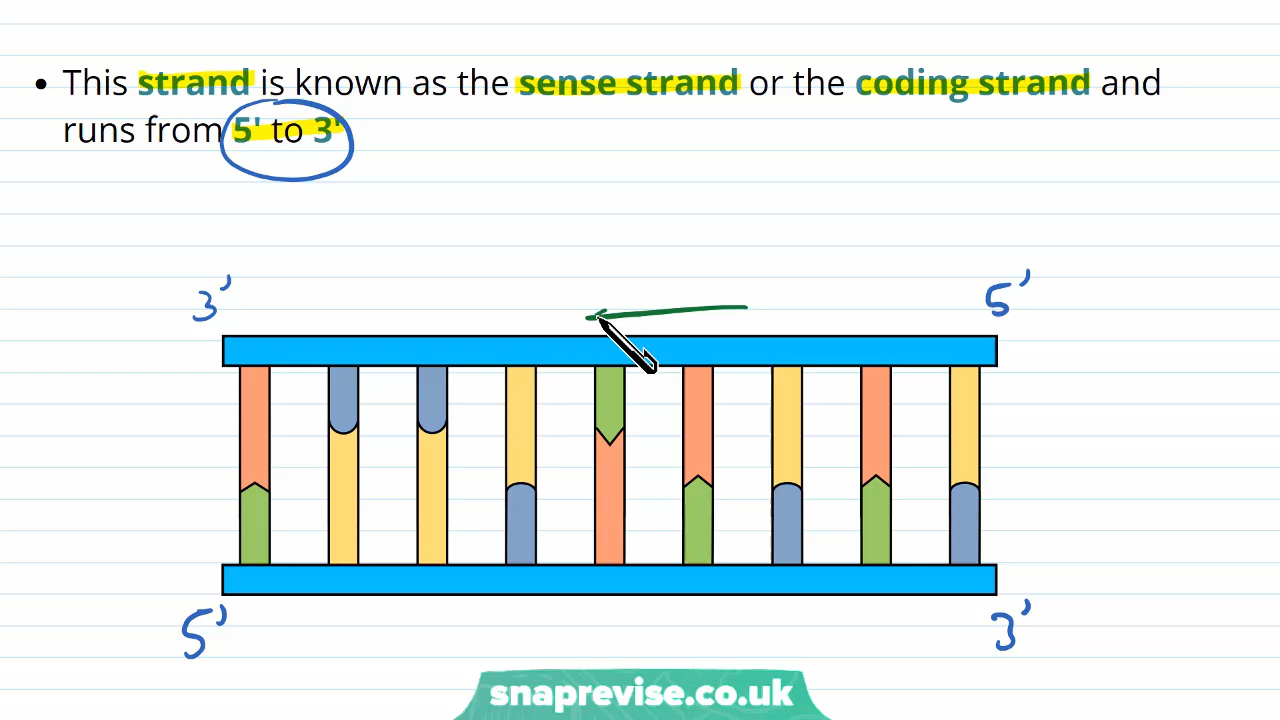 • This strand is known as the sense strand or the coding strand and
runs from 5' to 3'
3' 5'
5' 3'
snaprevise.co.uk